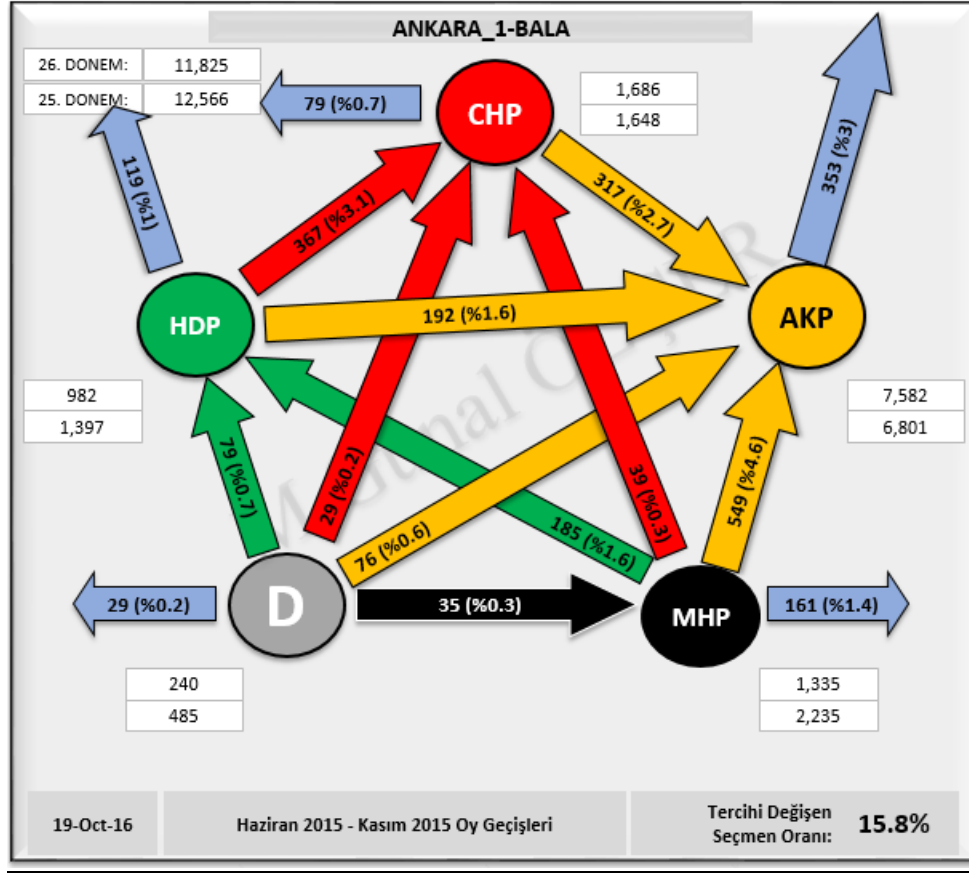 ANKARA_1-BALA
26. DONEM: 11,825
25. DONEM: 12,566
79 (%0.7)
CHP
1,686
1,648
119 (%1)
367 (%3.1)
317 (%2.7)
353 (%3)
HDP
192 (%1.6)
AKP
982
1,397
7,582
6,801
79 (%0.7)
29 (%0.2)
76 (%0.6)
185 (%1.6)
39 (%0.3)
549 (%4.6)
29 (%0.2)
D
35 (%0.3)
MHP
161 (%1.4)
240
485
1,335
2,235
19-Oct-16
Haziran 2015 - Kasım 2015 Oy Geçişleri
Tercihi Değişen
Seçmen Oranı:
15.8%